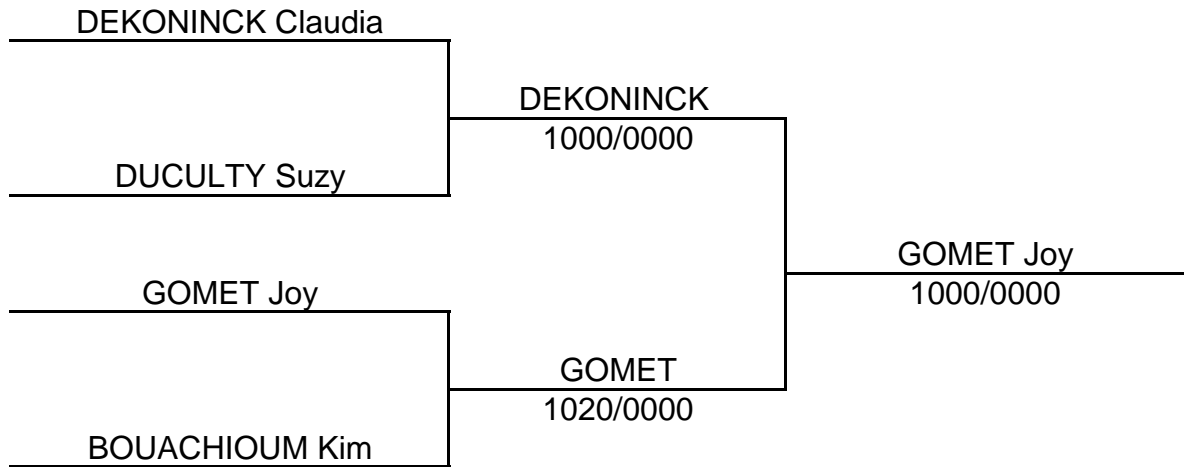 DEKONINCK Claudia
DEKONINCK
1000/0000
DUCULTY Suzy
GOMET Joy
1000/0000
GOMET Joy
GOMET
1020/0000
BOUACHIOUM Kim